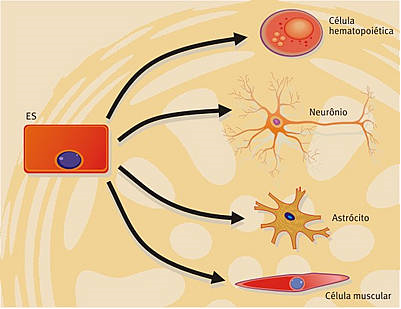 Célula
hematopoiética
ES
Neurônio
Astrócito
Célula muscular